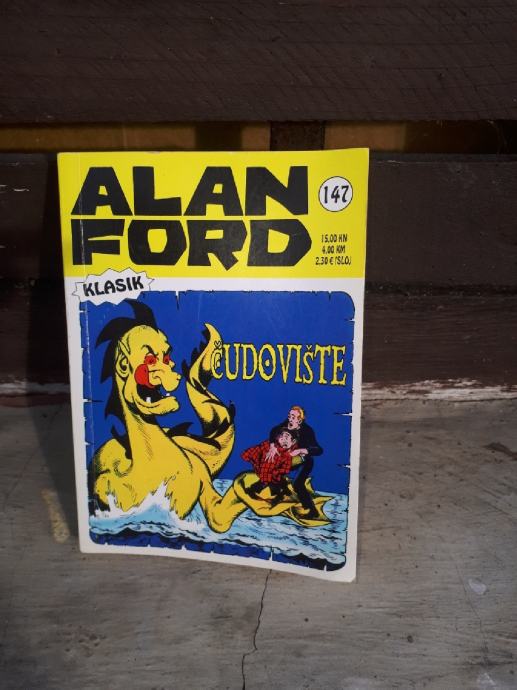 ALAN
FORD
147
15,00 KN
4,00 KM
2.30 € (SLO)
KLASIK
ČUDOVIŠTE